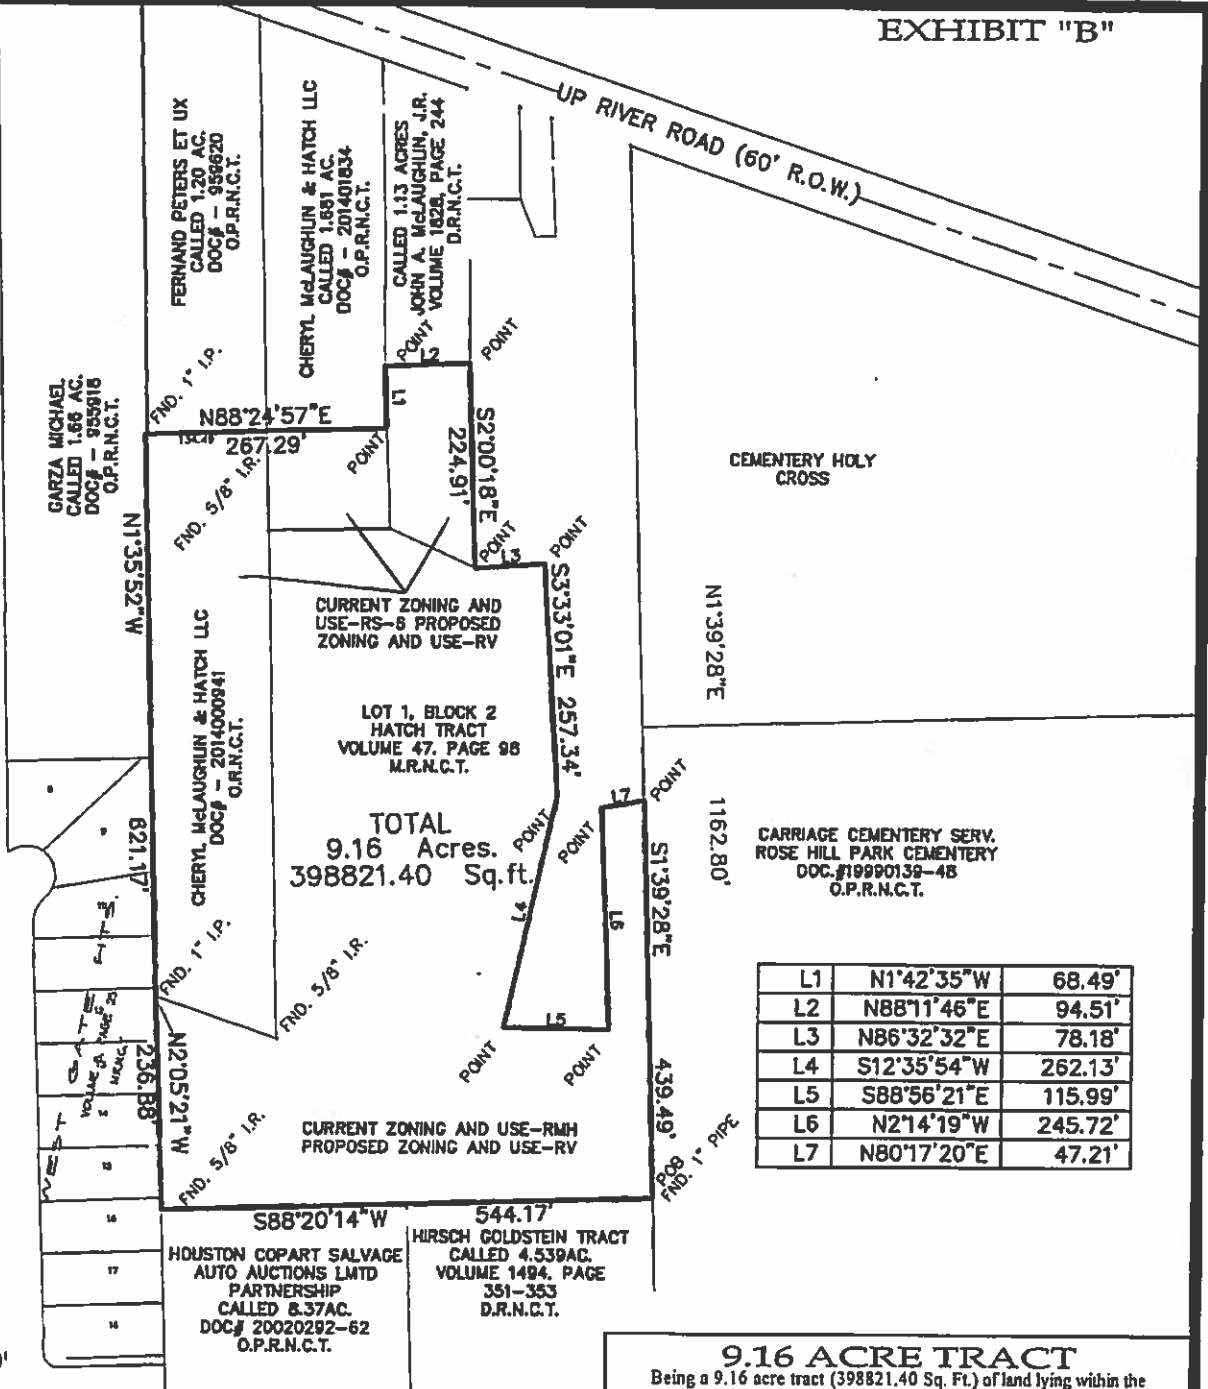 EXHIBIT "B"
UP RIVER ROAD (60' R.O.W.)
FERNAND PETERS ET UX
CALLED 1.20 AC.
DOC# - 959620
O.P.R.N.C.T.
CHERYL McLAUGHLIN & HATCH LLC
CALLED 1.681 AC.
DOC# - 201401834
O.P.R.N.C.T.
CALLED 1.13 ACRES
JOHN A. McLAUGHLIN, J.R.
VOLUME 1828, PAGE 244
D.R.N.C.T.
GARZA MICHAEL
CALLED 1.66 AC.
DOC# - 955918
O.P.R.N.C.T.
FND. 1" I.P.
POINT
L2
POINT
L1
N88°24'57"E
267.29'
POINT
FND. 5/8" I.R.
S2°00'18"E
224.91'
POINT
L3
POINT
CEMENTERY HOLY
CROSS
N1°35'52"W
621.17'
CURRENT ZONING AND
USE-RS-6 PROPOSED
ZONING AND USE-RV
S3°33'01"E 257.34'
N1°39'28"E
1162.80'
CHERYL McLAUGHLIN & HATCH LLC
DOC# - 2014000941
O.R.N.C.T.
LOT 1, BLOCK 2
HATCH TRACT
VOLUME 47. PAGE 98
M.R.N.C.T.
TOTAL
9.16 Acres.
398821.40 Sq.ft.
POINT
POINT
L7
POINT
L4
L6
L5
POINT
POINT
S1°39'28"E
439.49'
CARRIAGE CEMENTERY SERV.
ROSE HILL PARK CEMENTERY
DOC.#19990139-48
O.P.R.N.C.T.
L1 N1°42'35"W 68.49'
L2 N88°11'46"E 94.51'
L3 N86°32'32"E 78.18'
L4 S12°35'54"W 262.13'
L5 S88°56'21"E 115.99'
L6 N2°14'19"W 245.72'
L7 N80°17'20"E 47.21'
FND. 1" I.P.
FND. 5/8" I.R.
N2°05'21"W
236.88'
FND. 5/8" I.R.
CURRENT ZONING AND USE-RMH
PROPOSED ZONING AND USE-RV
POB
FND. 1" PIPE
S88°20'14"W 544.17'
15
16
17
HOUSTON COPART SALVAGE
AUTO AUCTIONS LMTD
PARTNERSHIP
CALLED 8.37AC.
DOC# 20020292-62
O.P.R.N.C.T.
HIRSCH GOLDSTEIN TRACT
CALLED 4.539AC.
VOLUME 1494. PAGE
351-353
D.R.N.C.T.
9.16 ACRE TRACT
Being a 9.16 acre tract (398821.40 Sq. Ft.) of land lying within the